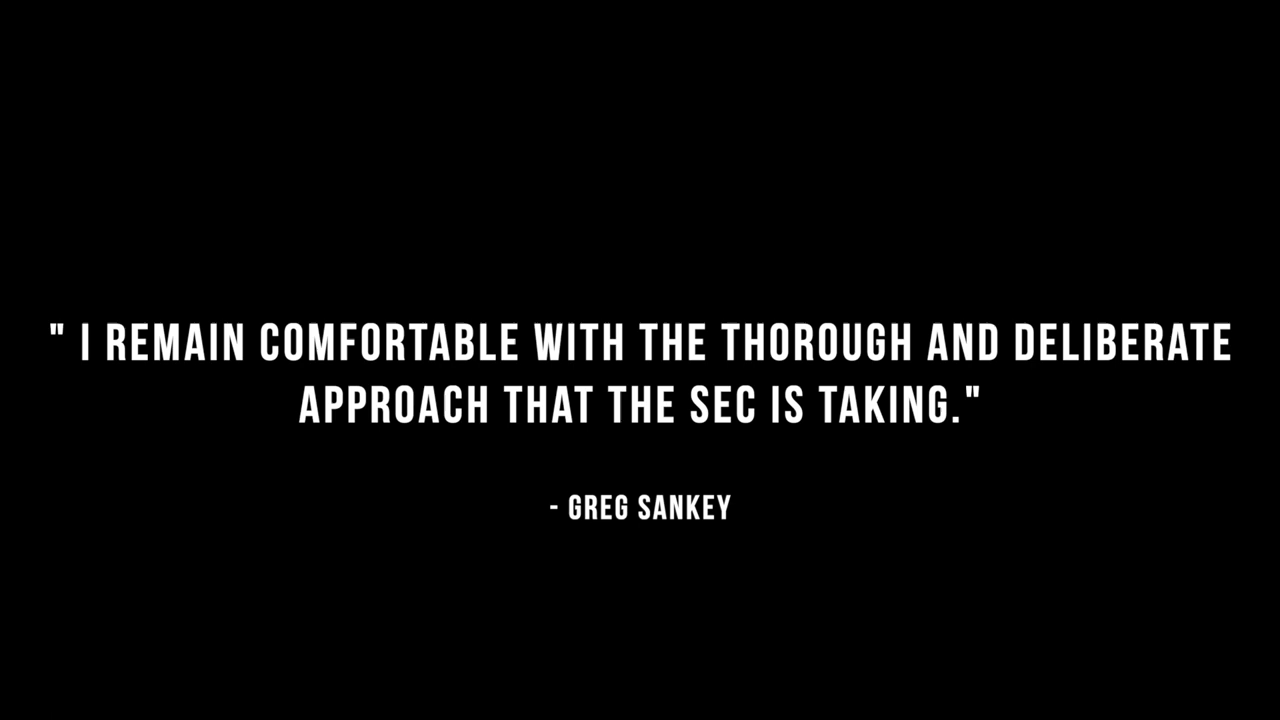 " I REMAIN COMFORTABLE WITH THE THOROUGH AND DELIBERATE
APPROACH THAT THE SEC IS TAKING."
- GREG SANKEY